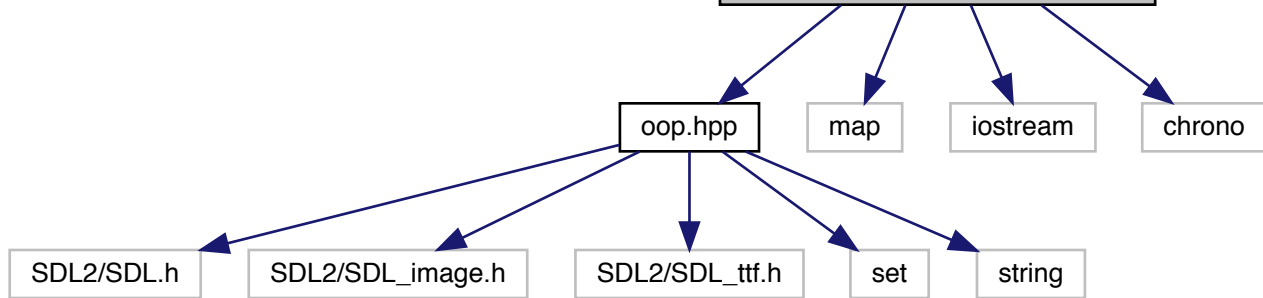 oop.hpp
map
iostream
chrono
SDL2/SDL.h
SDL2/SDL_image.h
SDL2/SDL_ttf.h
set
string